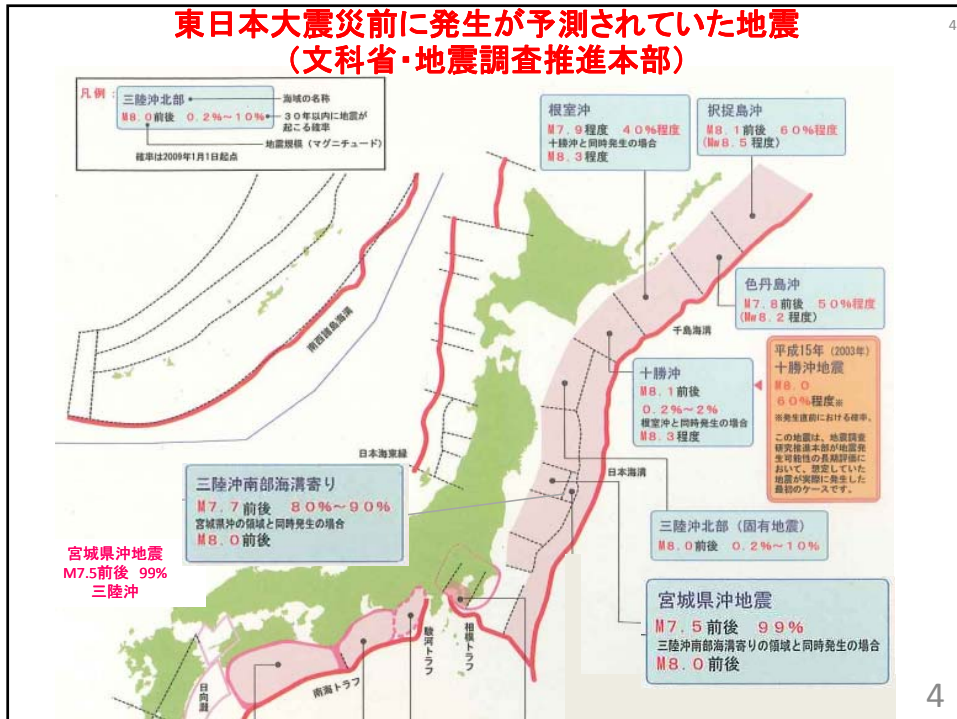 東日本大震災前に発生が予測されていた地震
（文科省・地震調査推進本部）
4
凡例：
三陸沖北部
M8.0前後 0.2%～10%
海域の名称
３０年以内に地震が
起こる確率
地震規模（マグニチュード）
確率は2009年1月1日起点
根室沖
M7.9程度 40%程度
十勝沖と同時発生の場合
M8.3程度
択捉島沖
M8.1前後 60%程度
(Mw8.5程度)
色丹島沖
M7.8前後 50%程度
(Mw8.2程度)
千島海溝
南西諸島海溝
平成15年（2003年）
十勝沖地震
M8.0
60%程度※
※発生直前における確率。
この地震は、地震調査
研究推進本部が地震発
生可能性の長期評価に
おいて、想定していた
地震が実際に発生した
最初のケースです。
十勝沖
M8.1前後
0.2%～2%
根室沖と同時発生の場合
M8.3程度
日本海東縁
日本海溝
三陸沖南部海溝寄り
M7.7前後 80%～90%
宮城県沖の領域と同時発生の場合
M8.0前後
三陸沖北部（固有地震）
M8.0前後 0.2%～10%
宮城県沖地震
M7.5前後 99%
三陸沖
宮城県沖地震
M7.5前後 99%
三陸沖南部海溝寄りの領域と同時発生の場合
M8.0前後
駿河トラフ
相模トラフ
南海トラフ
日向灘
4